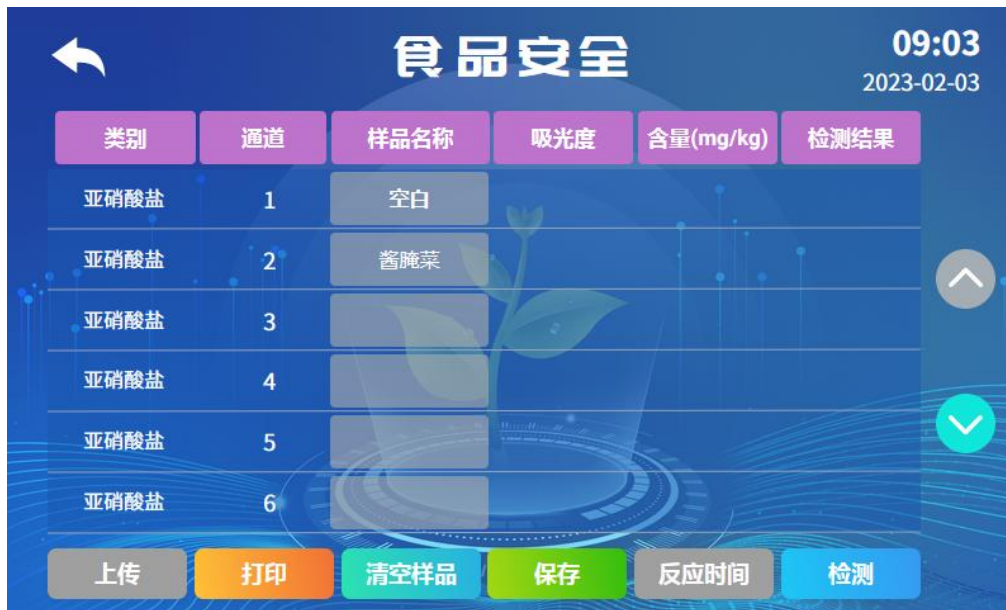 食品安全
09:03
2023-02-03
类别 通道 样品名称 吸光度 含量(mg/kg) 检测结果
亚硝酸盐 1 空白
亚硝酸盐 2 酱腌菜
亚硝酸盐 3
亚硝酸盐 4
亚硝酸盐 5
亚硝酸盐 6
上传 打印 清空样品 保存 反应时间 检测